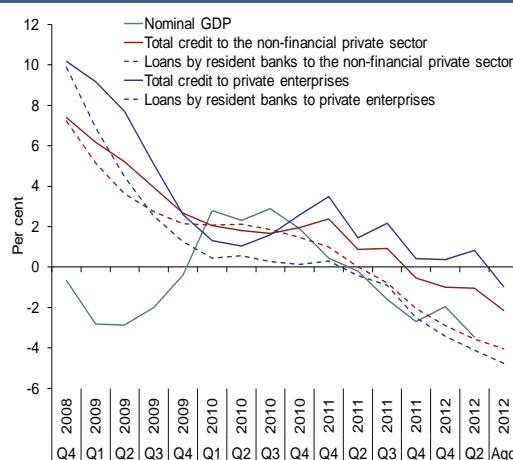 Nominal GDP
Total credit to the non-financial private sector
Loans by resident banks to the non-financial private sector
Total credit to private enterprises
Loans by resident banks to private enterprises
Per cent
12
10
8
6
4
2
0
-2
-4
-6
2008 2009 2009 2009 2009 2010 2010 2010 2010 2011 2011 2011 2011 2012 2012 2012
Q4 Q1 Q2 Q3 Q4 Q1 Q2 Q3 Q4 Q4 Q2 Q3 Q4 Q4 Q2 Ago